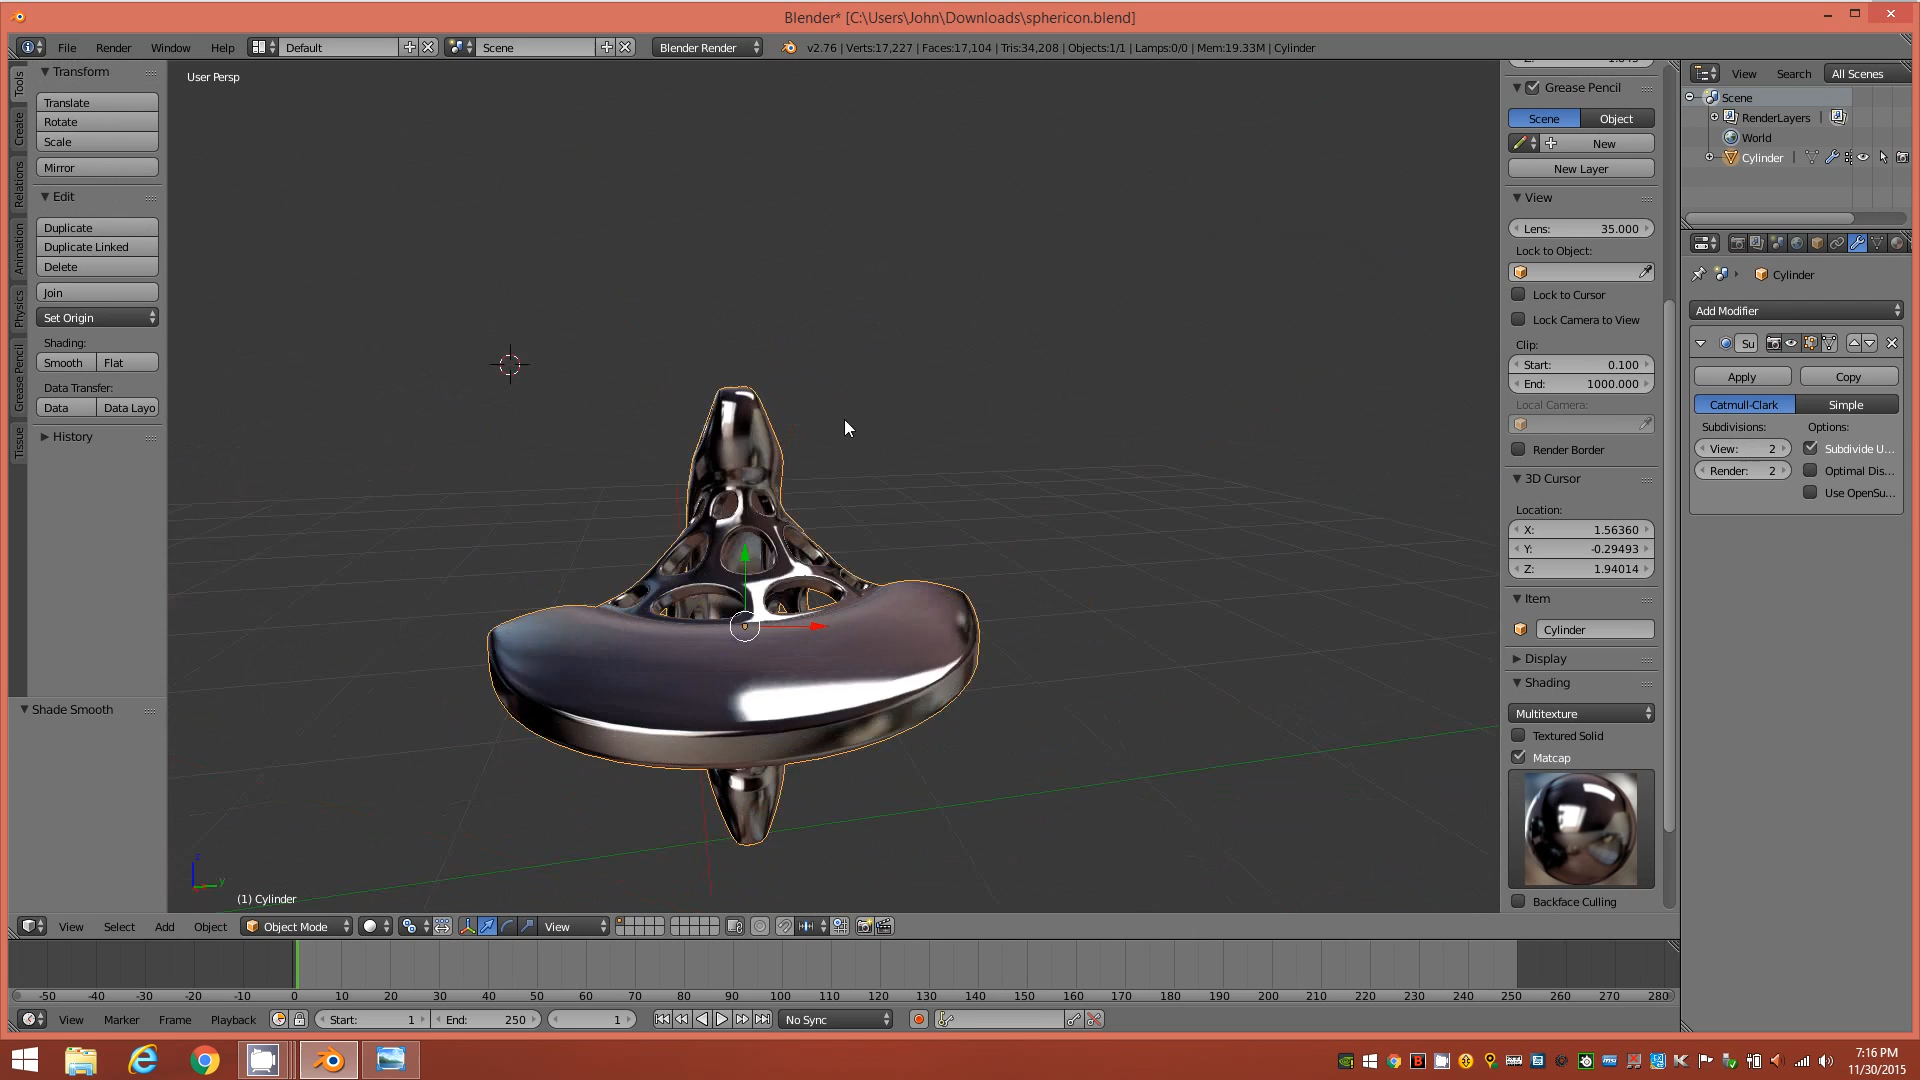 Blender* [C:\Users\John\Downloads\sphericon.blend]
File Render Window Help Default Scene Blender Render v2.76 | Verts:17,227 | Faces:17,104 | Tris:34,208 | Objects:1/1 | Lamps:0/0 | Mem:19.33M | Cylinder
Tools
Create
Relations
Animation
Physics
Grease Pencil
Tissue
Transform
Translate
Rotate
Scale
Mirror
Edit
Duplicate
Duplicate Linked
Delete
Join
Set Origin
Shading:
Smooth Flat
Data Transfer:
Data Data Layo
History
Shade Smooth
User Persp
z
y
(1) Cylinder
Grease Pencil
Scene Object
New
New Layer
View
Lens: 35.000
Lock to Object:
Lock to Cursor
Lock Camera to View
Clip:
Start: 0.100
End: 1000.000
Local Camera:
Render Border
3D Cursor
Location:
X: 1.56360
Y: -0.29493
Z: 1.94014
Item
Cylinder
Display
Shading
Multitexture
Textured Solid
Matcap
Backface Culling
View Search All Scenes
Scene
RenderLayers |
World
Cylinder |
Cylinder
Add Modifier
Su
Apply Copy
Catmull-Clark Simple
Subdivisions: Options:
View: 2 Subdivide U...
Render: 2 Optimal Dis...
Use OpenSu...
View Select Add Object Object Mode View
-50 -40 -30 -20 -10 0 10 20 30 40 50 60 70 80 90 100 110 120 130 140 150 160 170 180 190 200 210 220 230 240 250 260 270 280
View Marker Frame Playback Start: 1 End: 250 1 No Sync
7:16 PM
11/30/2015